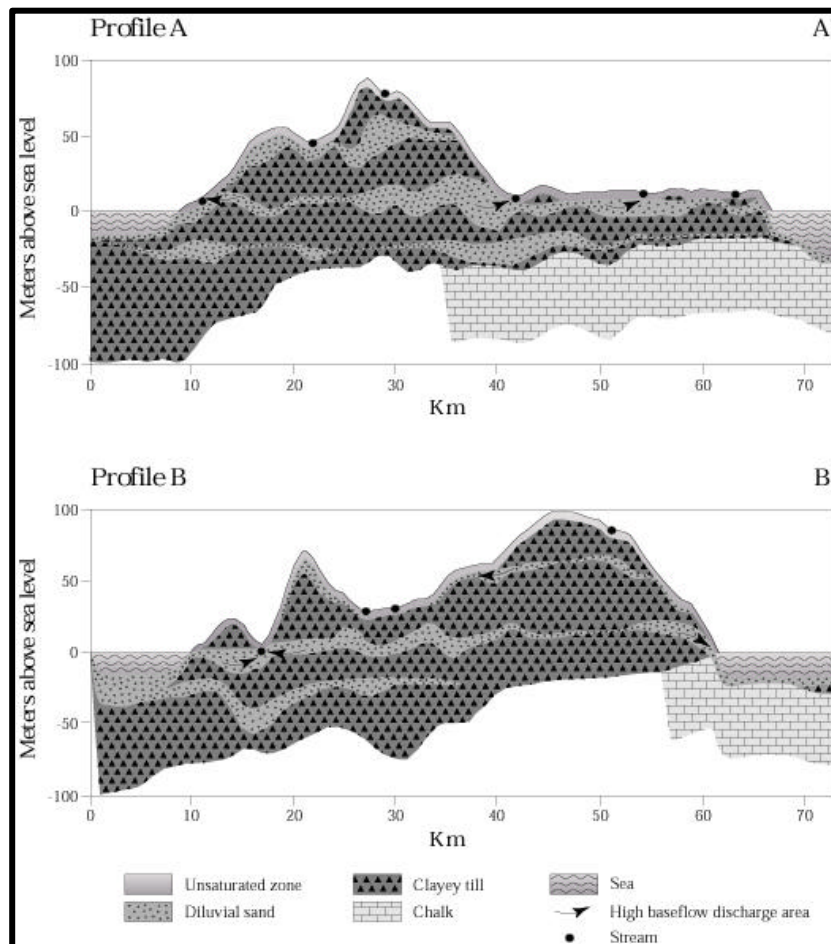 Profile A A
100
50
0
-50
-100
Meters above sea level
0 10 20 30 40 50 60 70
Km
Profile B B
100
50
0
-50
-100
Meters above sea level
0 10 20 30 40 50 60 70
Km
Unsaturated zone Clayey till Sea
Diluvial sand Chalk High baseflow discharge area
Stream